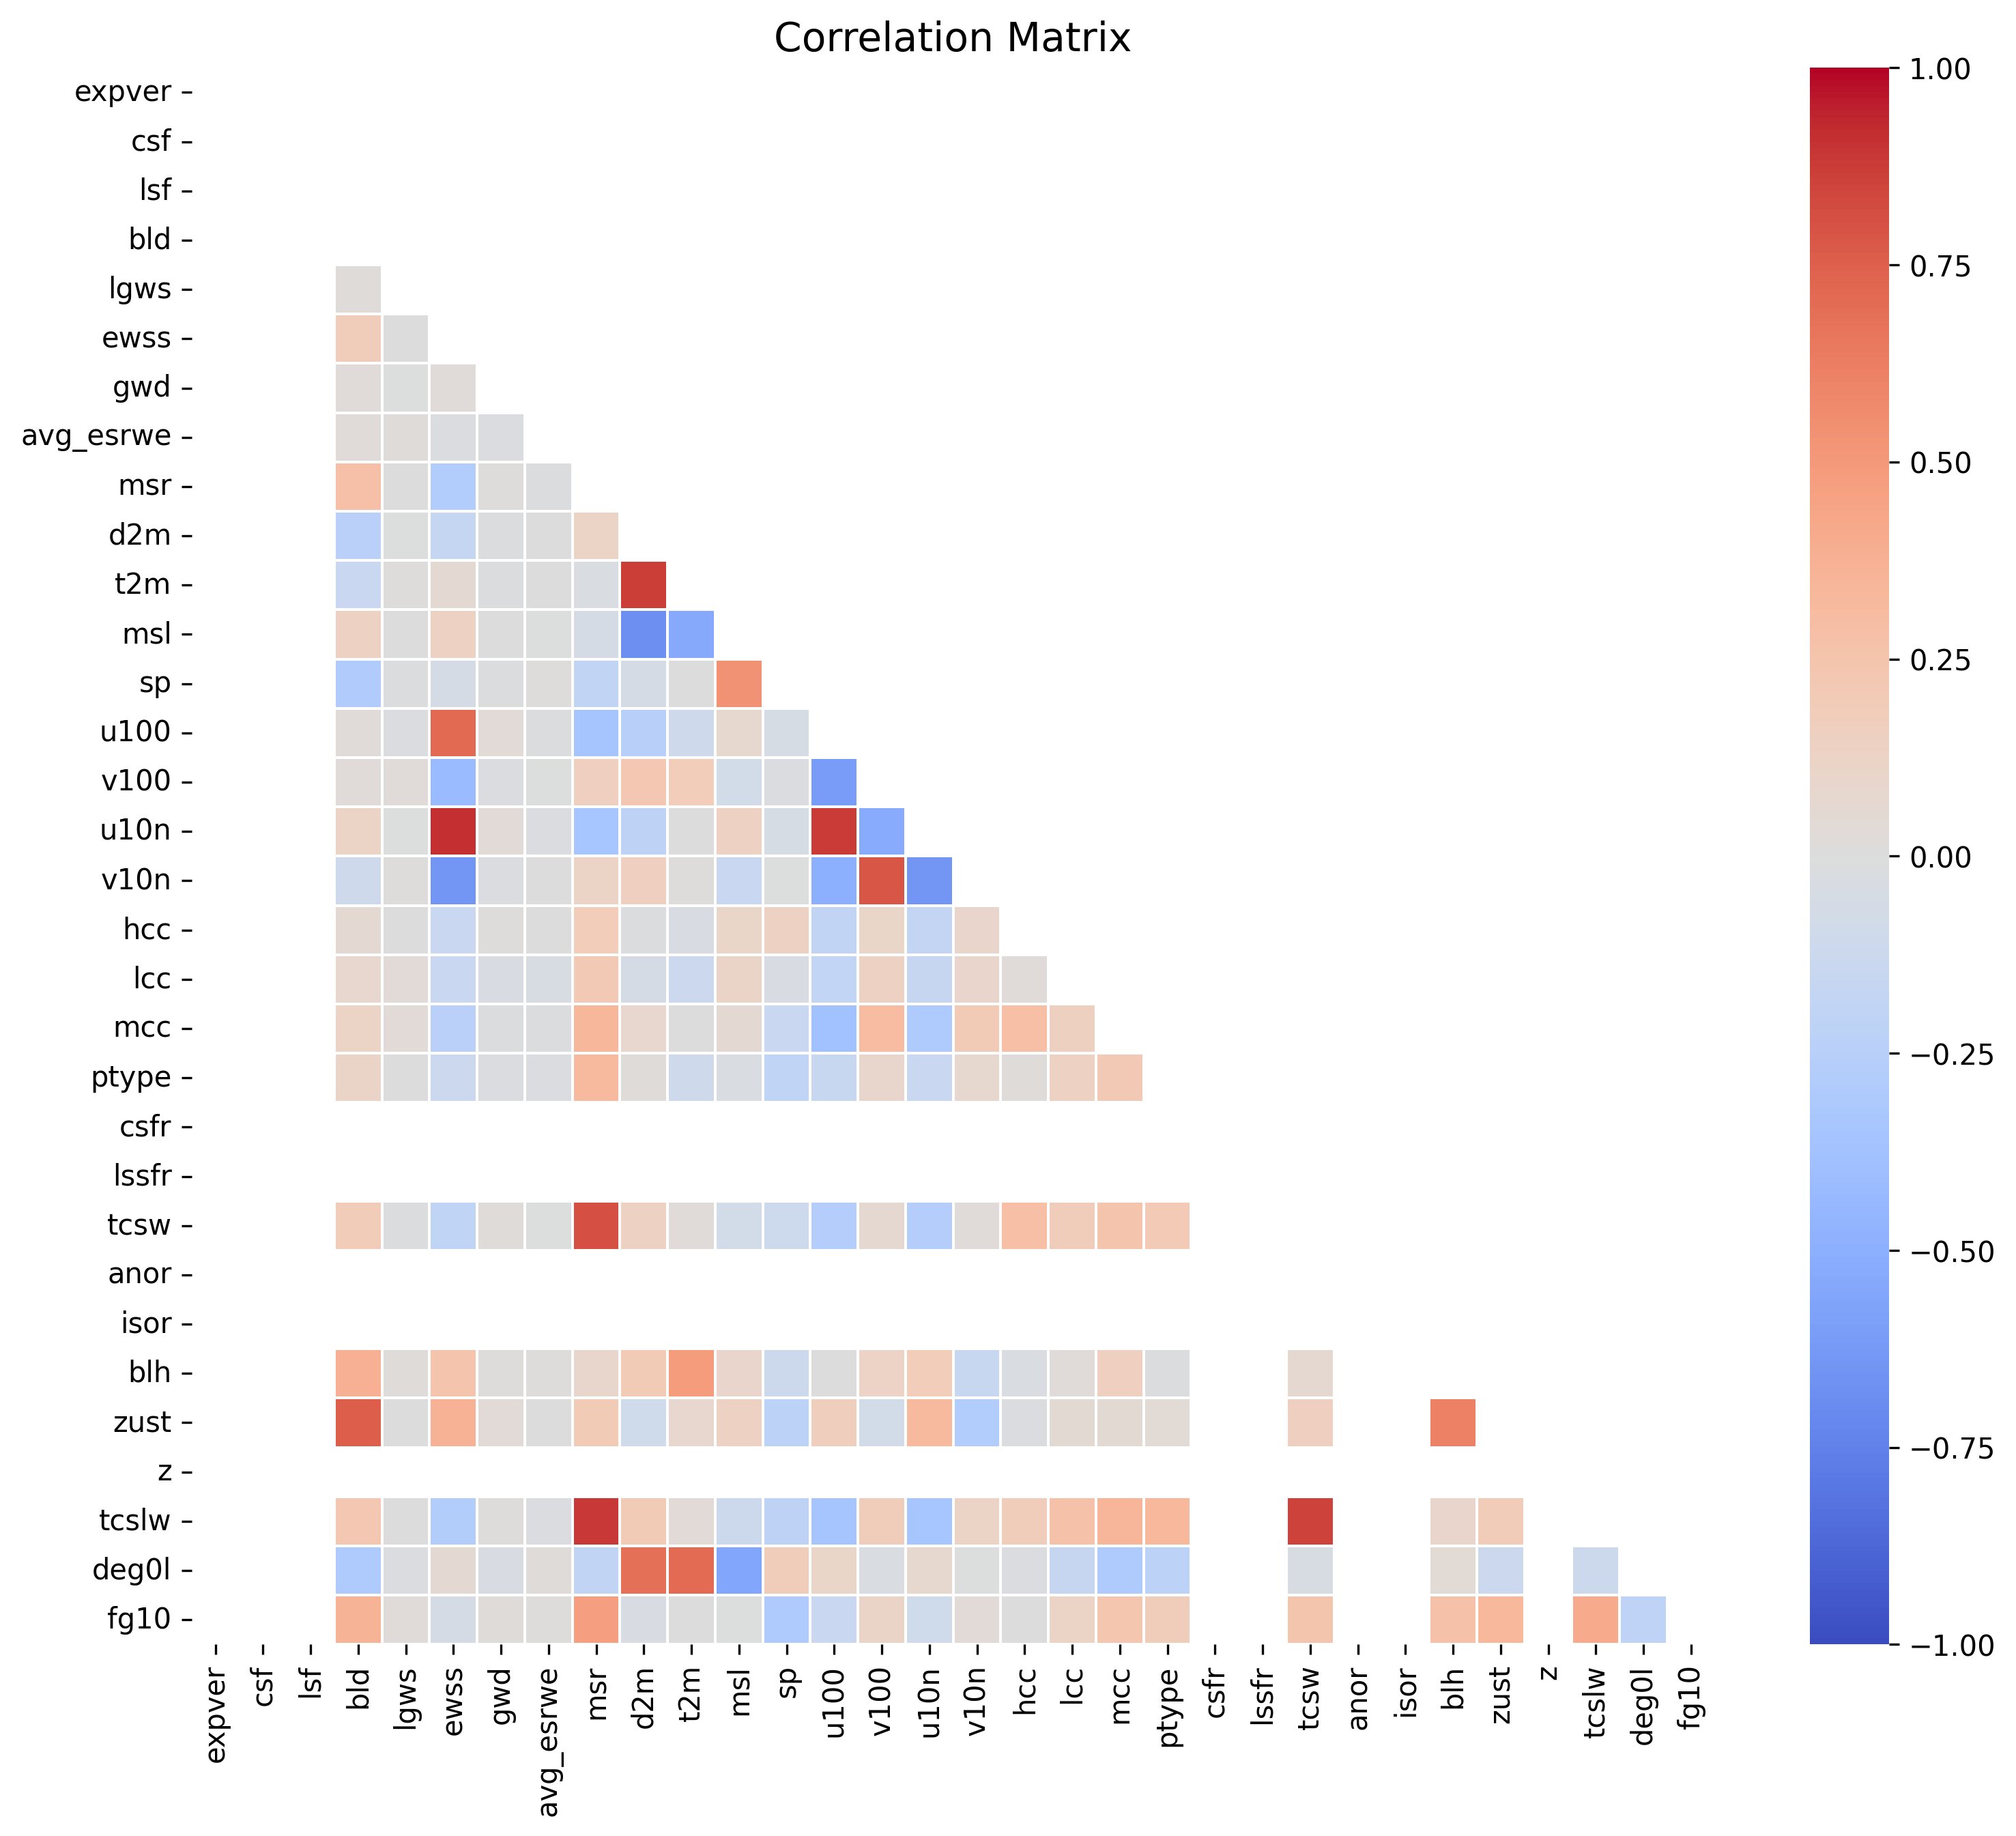 Correlation Matrix
expver
csf
lsf
bld
lgws
ewss
gwd
avg_esrwe
msr
d2m
t2m
msl
sp
u100
v100
u10n
v10n
hcc
lcc
mcc
ptype
csfr
lssfr
tcsw
anor
isor
blh
zust
z
tcslw
deg0l
fg10
expver
csf
lsf
bld
lgws
ewss
gwd
avg_esrwe
msr
d2m
t2m
msl
sp
u100
v100
u10n
v10n
hcc
lcc
mcc
ptype
csfr
lssfr
tcsw
anor
isor
blh
zust
z
tcslw
deg0l
fg10
1.00
0.75
0.50
0.25
0.00
−0.25
−0.50
−0.75
−1.00